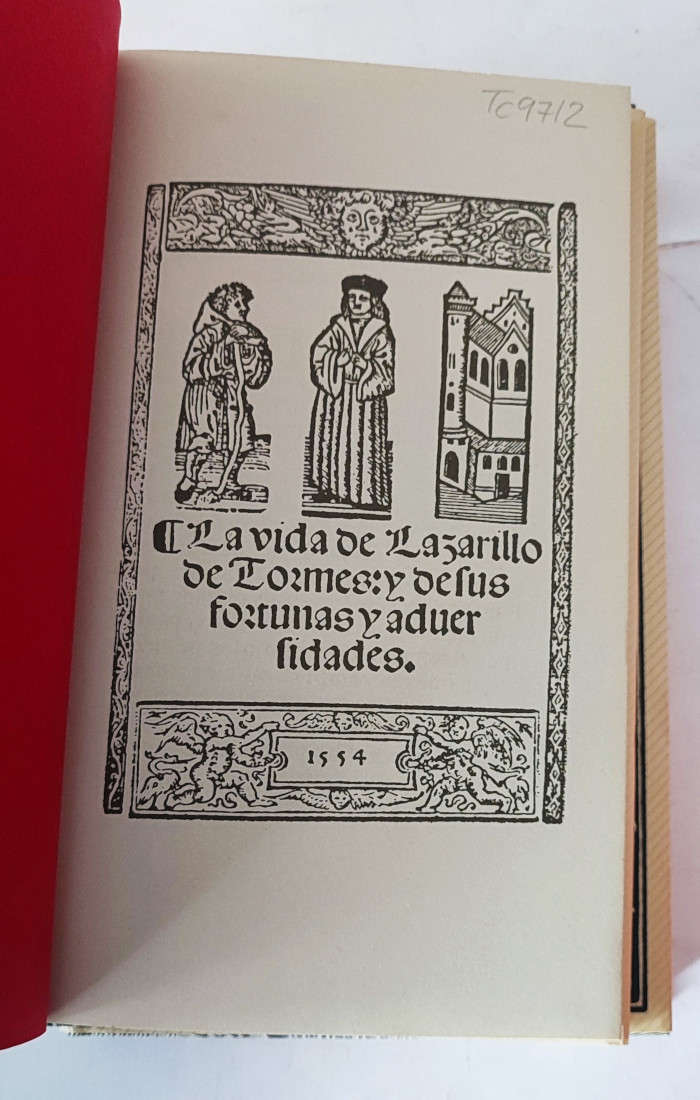 Tc9712
¶ La vida de Lazarillo
de Tormes: y de sus
fortunas y aduer
sidades.
1554